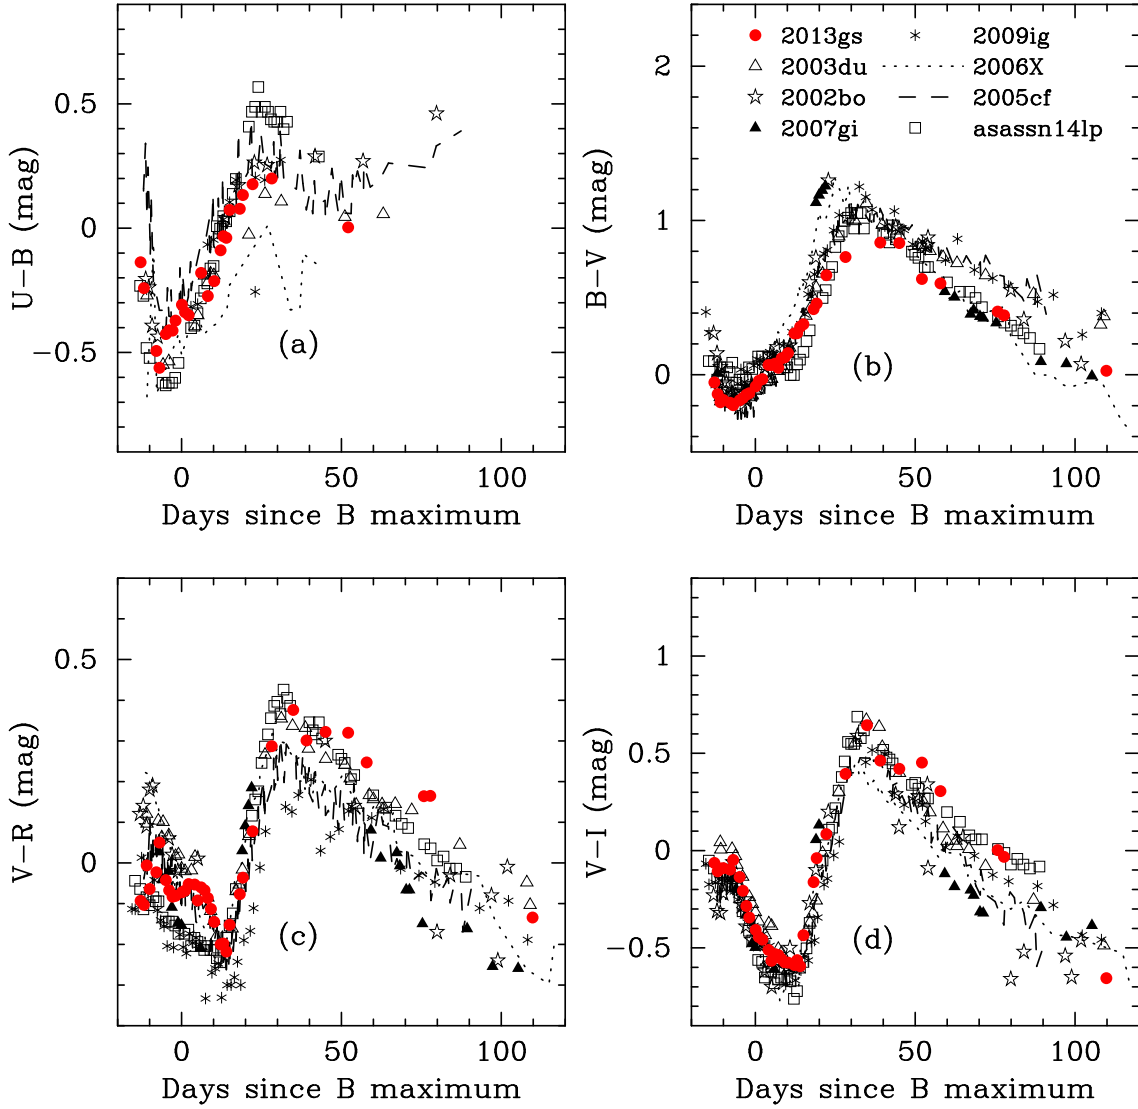 U−B (mag)
0.5
0
−0.5
(a)
0 50 100
Days since B maximum
B−V (mag)
2
1
0
2013gs 2009ig
2003du 2006X
2002bo 2005cf
2007gi asassn14lp
(b)
0 50 100
Days since B maximum
V−R (mag)
0.5
0
(c)
0 50 100
Days since B maximum
V−I (mag)
1
0.5
0
−0.5
(d)
0 50 100
Days since B maximum